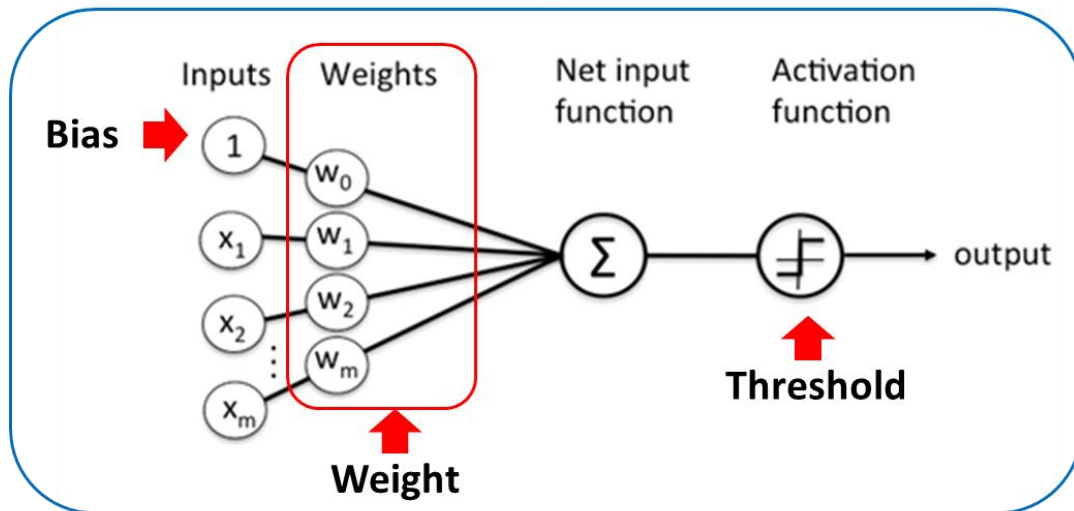 Inputs
Weights
Net input
function
Activation
function
Bias
1
w0
x1
w1
Σ
output
x2
w2
⋮
wm
xm
Threshold
Weight